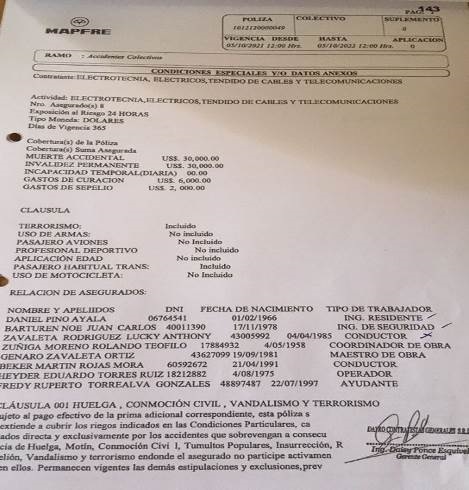 143
PAG. 2
MAPFRE
POLIZA COLECTIVO SUPLEMENTO
1612120000049 0
VIGENCIA DESDE HASTA APLICACION
05/10/2021 12:00 Hrs. 05/10/2022 12:00 Hrs. 0
RAMO : Accidentes Colectivos
CONDICIONES ESPECIALES Y/O DATOS ANEXOS
Contratante:ELECTROTECNIA, ELECTRICOS,TENDIDO DE CABLES Y TELECOMUNICACIONES
Actividad: ELECTROTECNIA,ELECTRICOS,TENDIDO DE CABLES Y TELECOMUNICACIONES
Nro. Asegurado(s) 8
Exposición al Riesgo 24 HORAS
Tipo Moneda: DOLARES
Días de Vigencia 365
Cobertura(s) de la Póliza
Cobertura(s) Suma Asegurada
MUERTE ACCIDENTAL US$. 30,000.00
INVALIDEZ PERMANENTE US$. 30,000.00
INCAPACIDAD TEMPORAL(DIARIA) 00.00
GASTOS DE CURACION US$. 6,000.00
GASTOS DE SEPELIO US$. 2, 000.00
CLAUSULA
TERRORISMO: Incluido
USO DE ARMAS: No incluido
PASAJERO AVIONES No Incluido
PROFESIONAL DEPORTIVO No incluido
APLICACIÓN EDAD No incluido
PASAJERO HABITUAL TRANS: Incluido
USO DE MOTOCICLETA: No Incluido
RELACION DE ASEGURADOS:
NOMBRE Y APELIIDOS DNI FECHA DE NACIMIENTO TIPO DE TRABAJADOR
DANIEL PINO AYALA 06764541 01/02/1966 ING. RESIDENTE
BARTUREN NOE JUAN CARLOS 40011390 17/11/1978 ING. DE SEGURIDAD
ZAVALETA RODRIGUEZ LUCKY ANTHONY 43005992 04/04/1985 CONDUCTOR
ZUÑIGA MORENO ROLANDO TEOFILO 17884932 4/05/1958 COORDINADOR DE OBRA
GENARO ZAVALETA ORTIZ 43627099 19/09/1981 MAESTRO DE OBRA
BEKER MARTIN ROJAS MORA 60592672 21/04/1991 CONDUCTOR
HEYDER EDUARDO TORRES RUIZ 18212882 4/08/1975 OPERADOR
FREDY RUPERTO TORREALVA GONZALES 48897487 22/07/1997 AYUDANTE
CLÁUSULA 001 HUELGA , CONMOCIÓN CIVIL , VANDALISMO Y TERRORISMO
ujeto al pago efectivo de la prima adicional correspondiente, esta póliza s
extiende a cubrir los riegos indicados en las Condiciones Particulares, ca
ados directa y exclusivamente por los accidentes que sobrevengan a consecu
cia de Huelga, Motín, Conmoción Civi l, Tumultos Populares, Insurrección, R
elión, Vandalismo y terrorismo endonde el asegurado no participe activamen
en ellos. Permanecen vigentes las demás estipulaciones y exclusiones,prev
DAYRO CONTRATISTAS GENERALES S.R.L
Ing. Daisy Ponce Esquivel
Gerente General